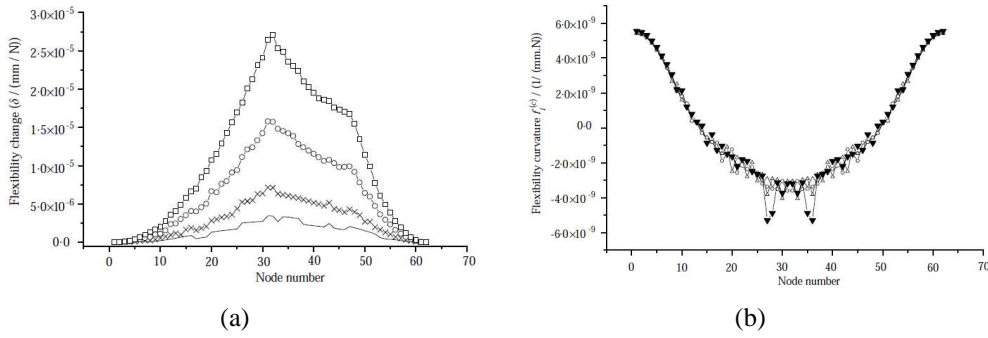 3·0×10⁻⁵
2·5×10⁻⁵
2·0×10⁻⁵
1·5×10⁻⁵
1·0×10⁻⁵
5·0×10⁻⁶
0·0
Flexibility change (δ / (mm / N))
0 10 20 30 40 50 60 70
Node number
(a)
6·0×10⁻⁹
4·0×10⁻⁹
2·0×10⁻⁹
0·0
-2·0×10⁻⁹
-4·0×10⁻⁹
-6·0×10⁻⁹
Flexibility curvature fᵢ⁽ᶜ⁾ / (1/ (mm.N)
0 10 20 30 40 50 60 70
Node number
(b)